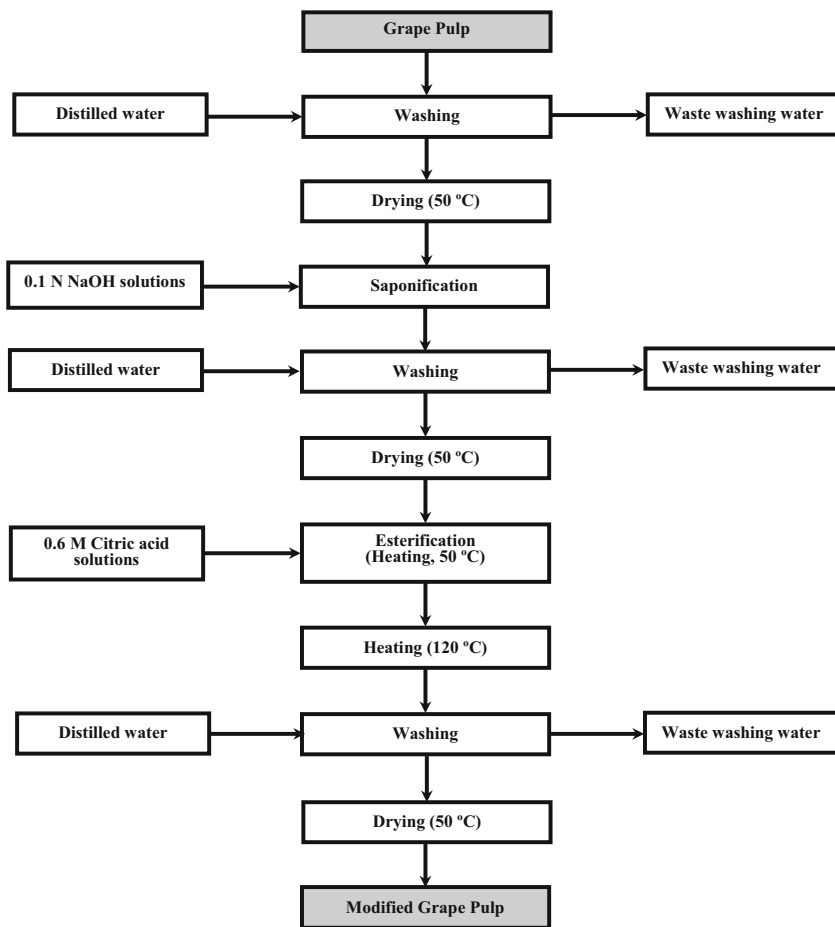 Grape Pulp
Distilled water
Washing
Waste washing water
Drying (50 ºC)
0.1 N NaOH solutions
Saponification
Distilled water
Washing
Waste washing water
Drying (50 ºC)
0.6 M Citric acid
solutions
Esterification
(Heating, 50 ºC)
Heating (120 ºC)
Distilled water
Washing
Waste washing water
Drying (50 ºC)
Modified Grape Pulp